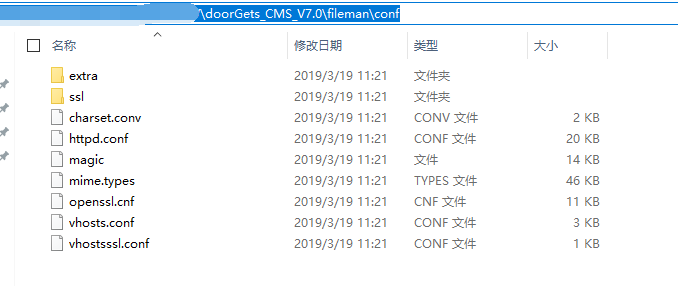 \doorGets_CMS_V7.0\fileman\conf
名称 修改日期 类型 大小
extra 2019/3/19 11:21 文件夹
ssl 2019/3/19 11:21 文件夹
charset.conv 2019/3/19 11:21 CONV 文件 2 KB
httpd.conf 2019/3/19 11:21 CONF 文件 20 KB
magic 2019/3/19 11:21 文件 14 KB
mime.types 2019/3/19 11:21 TYPES 文件 46 KB
openssl.cnf 2019/3/19 11:21 CNF 文件 11 KB
vhosts.conf 2019/3/19 11:21 CONF 文件 3 KB
vhostsssl.conf 2019/3/19 11:21 CONF 文件 1 KB